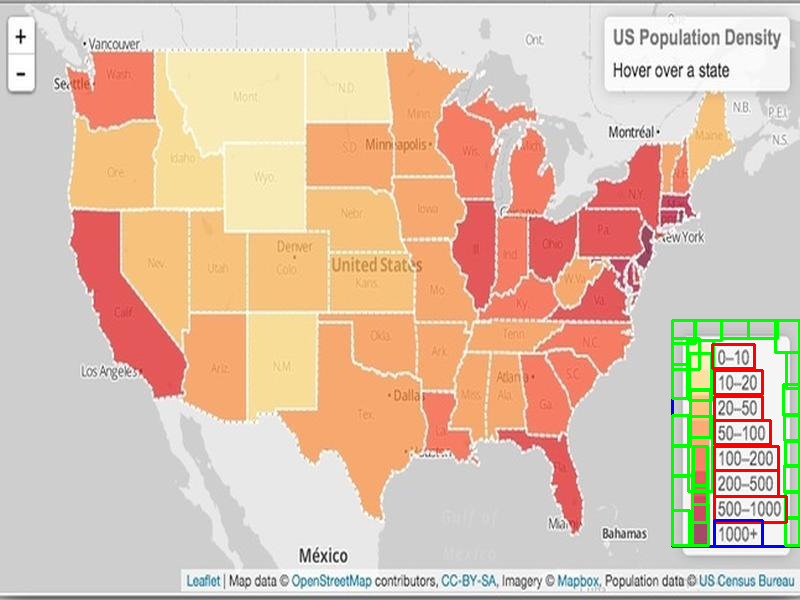 +
-
Vancouver
Seattle
Wash.
Mont.
N.D.
Minn.
Ont.
Que
US Population Density
Hover over a state
N.B.
P.E.I.
N.S.
Maine
Montréal
Ore.
Idaho
Wyo.
S.D.
Minneapolis
Wis.
Mich.
N.H.
N.Y.
Nebr.
Iowa
Chicago
Ill.
Ind.
Ohio
Pa.
New York
Nev.
Utah
Denver
Colo.
United States
Kans.
Mo.
W.Va.
Va.
Ky.
Calif.
Los Angeles
Ariz.
N.M.
Okla.
Ark.
Tenn.
N.C.
S.C.
Atlanta
Miss.
Ala.
Ga.
Dallas
Tex.
La.
Houston
Miami
Bahamas
Gulf of
Mexico
México
0–10
10–20
20–50
50–100
100–200
200–500
500–1000
1000+
Leaflet | Map data © OpenStreetMap contributors, CC-BY-SA, Imagery © Mapbox, Population data © US Census Bureau